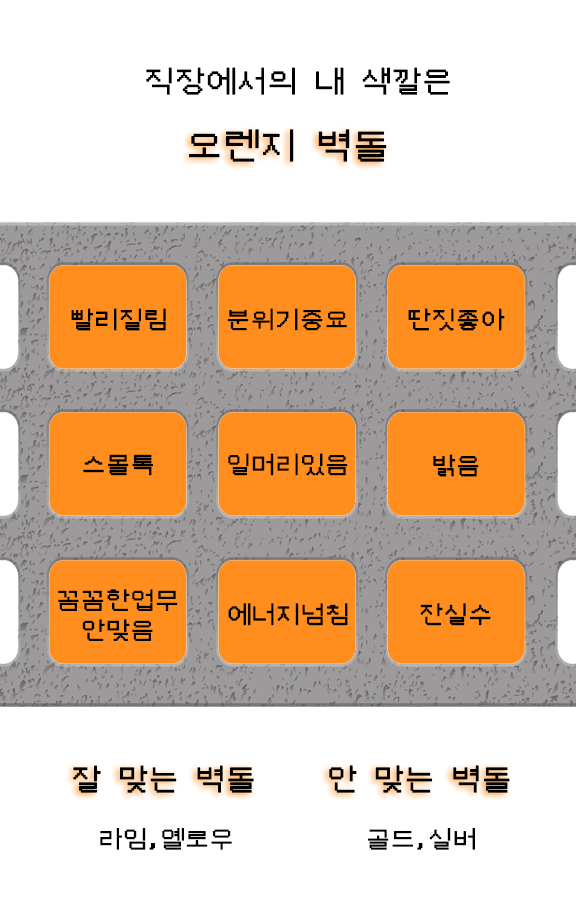 직장에서의 내 색깔은
오렌지 벽돌
빨리질림
분위기중요
딴짓좋아
스몰톡
일머리있음
밝음
꼼꼼한업무
안맞음
에너지넘침
잔실수
잘 맞는 벽돌
안 맞는 벽돌
라임,옐로우
골드,실버